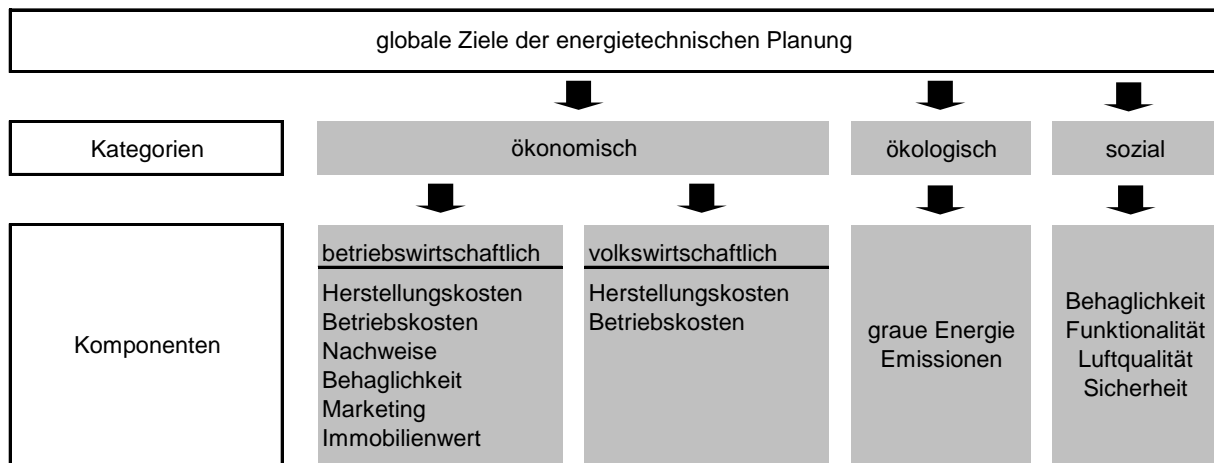 globale Ziele der energietechnischen Planung
Kategorien
ökonomisch
ökologisch
sozial
Komponenten
betriebswirtschaftlich
Herstellungskosten
Betriebskosten
Nachweise
Behaglichkeit
Marketing
Immobilienwert
volkswirtschaftlich
Herstellungskosten
Betriebskosten
graue Energie
Emissionen
Behaglichkeit
Funktionalität
Luftqualität
Sicherheit